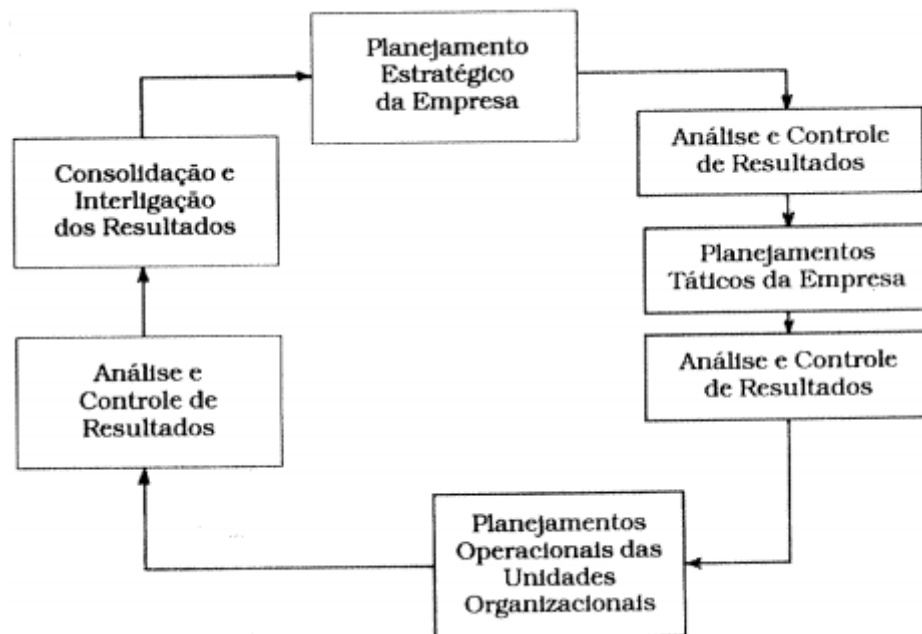 Planejamento
Estratégico
da Empresa
Análise e Controle
de Resultados
Planejamentos
Táticos da Empresa
Análise e Controle
de Resultados
Planejamentos
Operacionais das
Unidades
Organizacionais
Análise e
Controle de
Resultados
Consolidação e
Interligação
dos Resultados